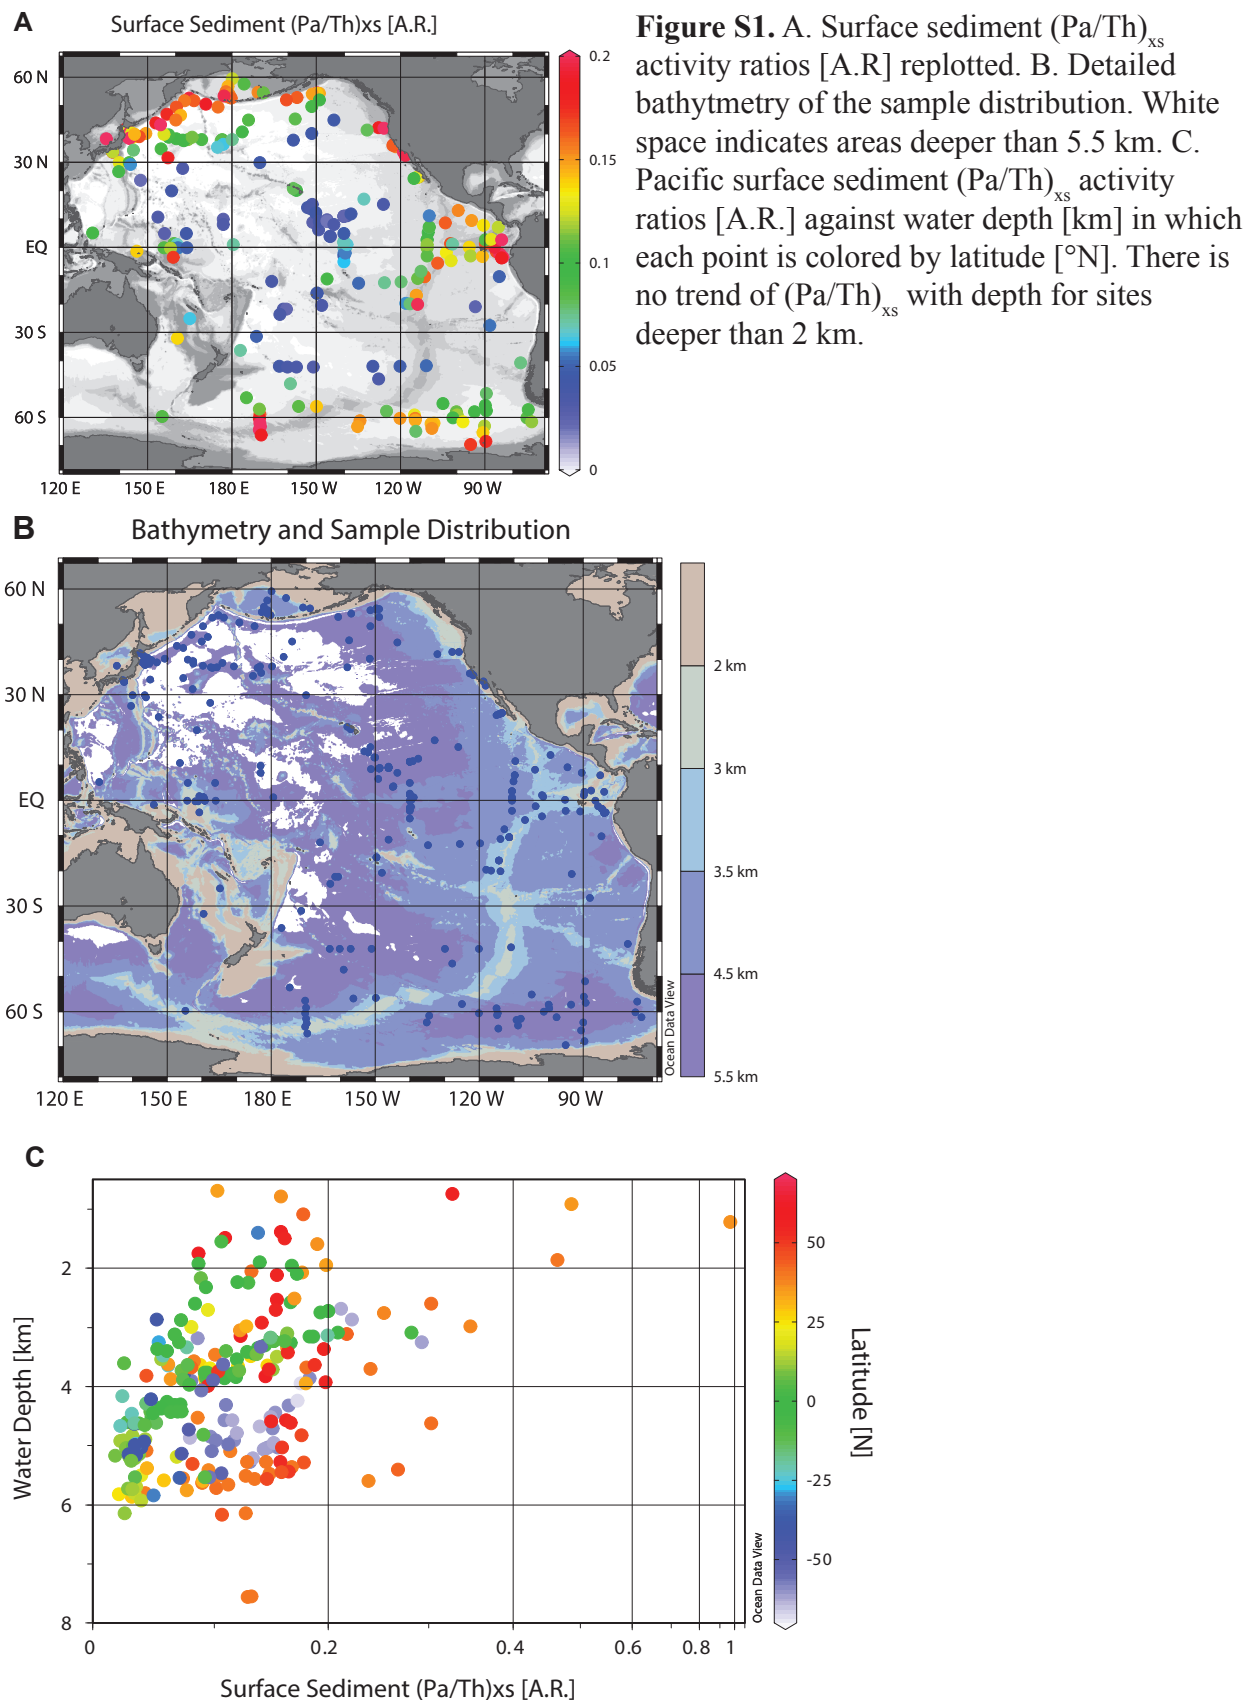 A
Surface Sediment (Pa/Th)xs [A.R.]
60 N
30 N
EQ
30 S
60 S
120 E 150 E 180 E 150 W 120 W 90 W
0.2
0.15
0.1
0.05
0
Figure S1. A. Surface sediment (Pa/Th)xs
activity ratios [A.R] replotted. B. Detailed
bathytmetry of the sample distribution. White
space indicates areas deeper than 5.5 km. C.
Pacific surface sediment (Pa/Th)xs activity
ratios [A.R.] against water depth [km] in which
each point is colored by latitude [°N]. There is
no trend of (Pa/Th)xs with depth for sites
deeper than 2 km.
B
Bathymetry and Sample Distribution
60 N
30 N
EQ
30 S
60 S
120 E 150 E 180 E 150 W 120 W 90 W
Ocean Data View
2 km
3 km
3.5 km
4.5 km
5.5 km
C
Water Depth [km]
2
4
6
8
0 0.2 0.4 0.6 0.8 1
Surface Sediment (Pa/Th)xs [A.R.]
Ocean Data View
50
25
0
-25
-50
Latitude [N]